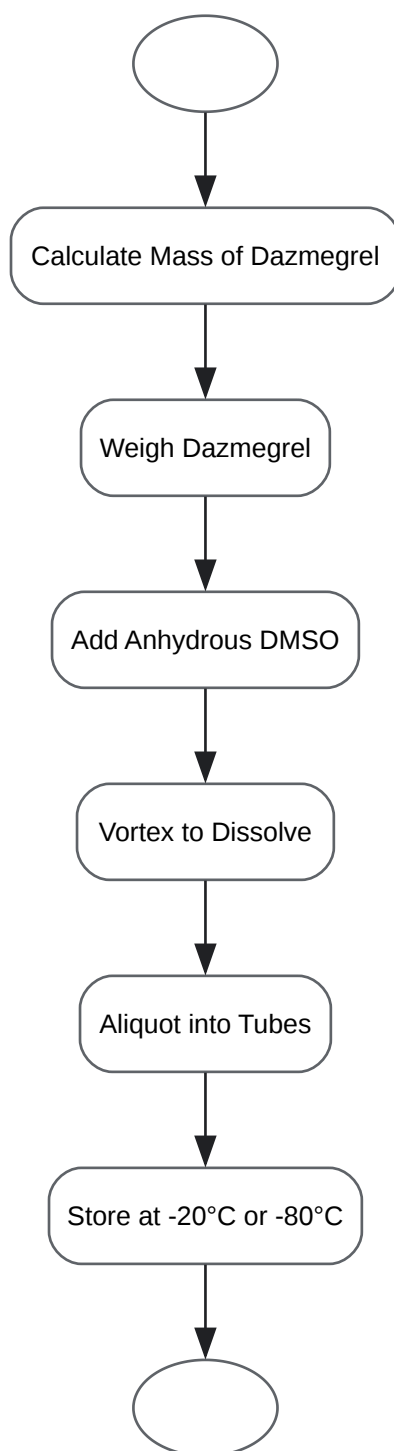 Calculate Mass of Dazmegrel
Weigh Dazmegrel
Add Anhydrous DMSO
Vortex to Dissolve
Aliquot into Tubes
Store at -20°C or -80°C